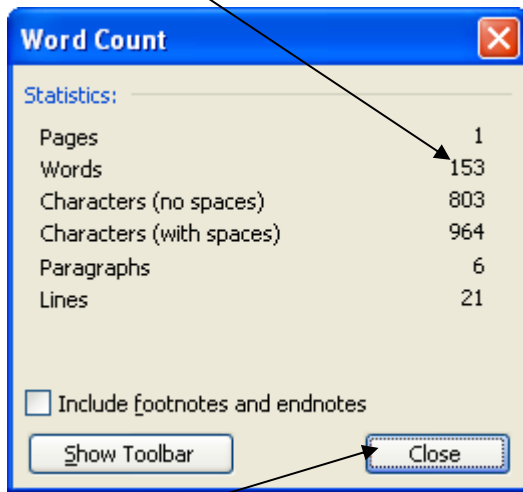 Word Count
Statistics:
Pages 1
Words 153
Characters (no spaces) 803
Characters (with spaces) 964
Paragraphs 6
Lines 21
Include footnotes and endnotes
Show Toolbar Close